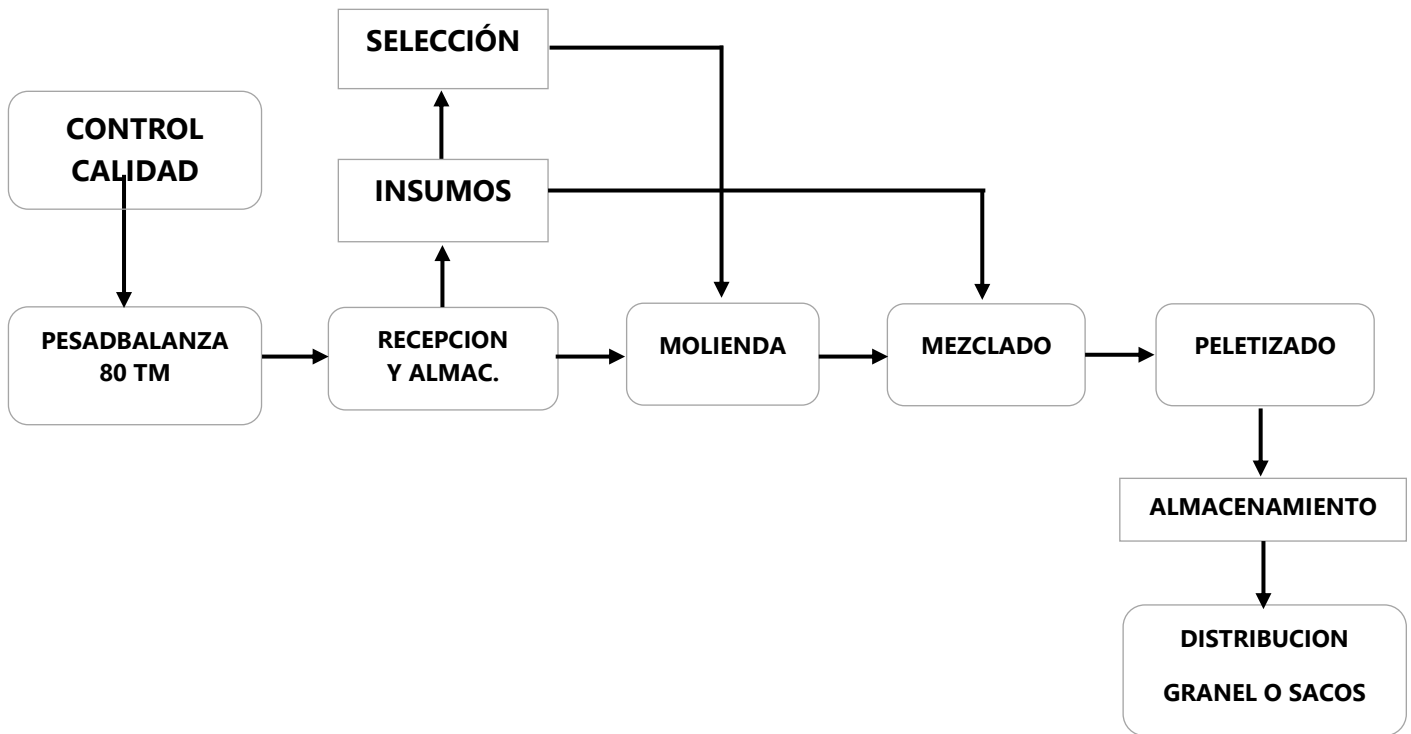 SELECCIÓN
CONTROL
CALIDAD
INSUMOS
PESADBALANZA
80 TM
RECEPCION
Y ALMAC.
MOLIENDA
MEZCLADO
PELETIZADO
ALMACENAMIENTO
DISTRIBUCION
GRANEL O SACOS